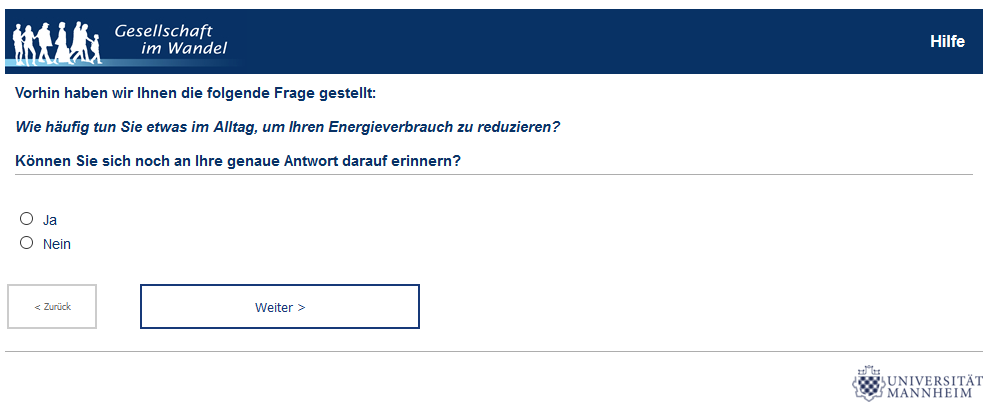 Gesellschaft
im Wandel
Hilfe
Vorhin haben wir Ihnen die folgende Frage gestellt:
Wie häufig tun Sie etwas im Alltag, um Ihren Energieverbrauch zu reduzieren?
Können Sie sich noch an Ihre genaue Antwort darauf erinnern?
Ja
Nein
< Zurück
Weiter >
UNIVERSITÄT
MANNHEIM